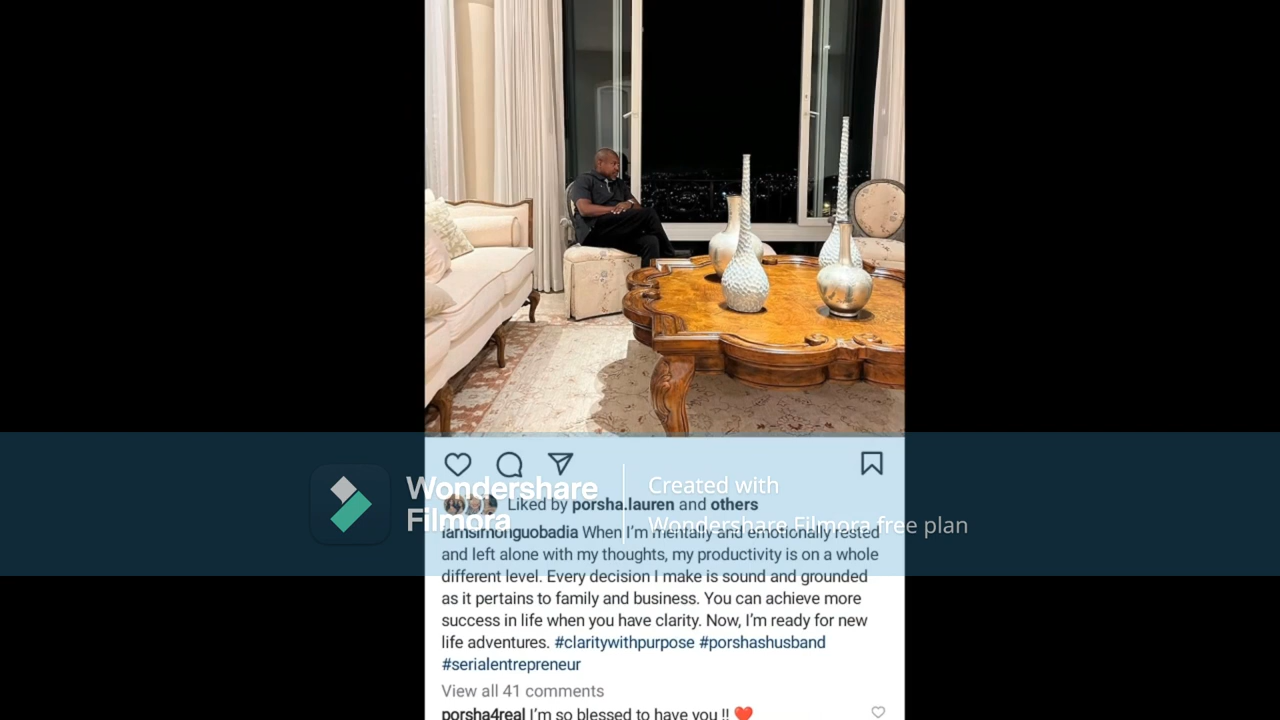 Wondershare
Filmora
Created with
Wondershare Filmora free plan
Liked by porsha.lauren and others
iamsimonguobadia When I'm mentally and emotionally rested
and left alone with my thoughts, my productivity is on a whole
different level. Every decision I make is sound and grounded
as it pertains to family and business. You can achieve more
success in life when you have clarity. Now, I'm ready for new
life adventures. #claritywithpurpose #porshashusband
#serialentrepreneur
View all 41 comments
porsha4real I'm so blessed to have you !! ❤️